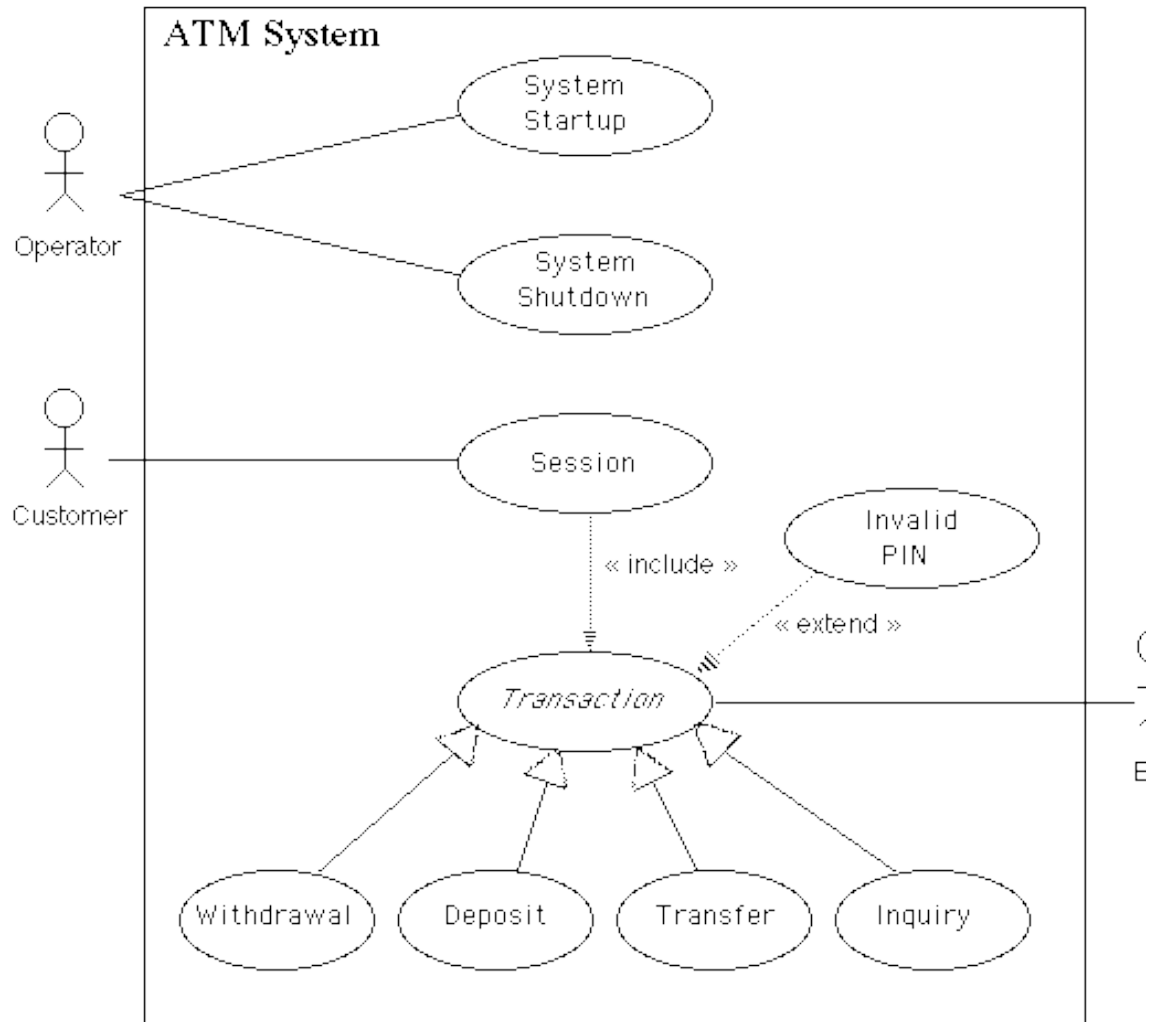 ATM System
System
Startup
Operator
System
Shutdown
Session
Customer
Invalid
PIN
« include »
« extend »
Transaction
Withdrawal
Deposit
Transfer
Inquiry